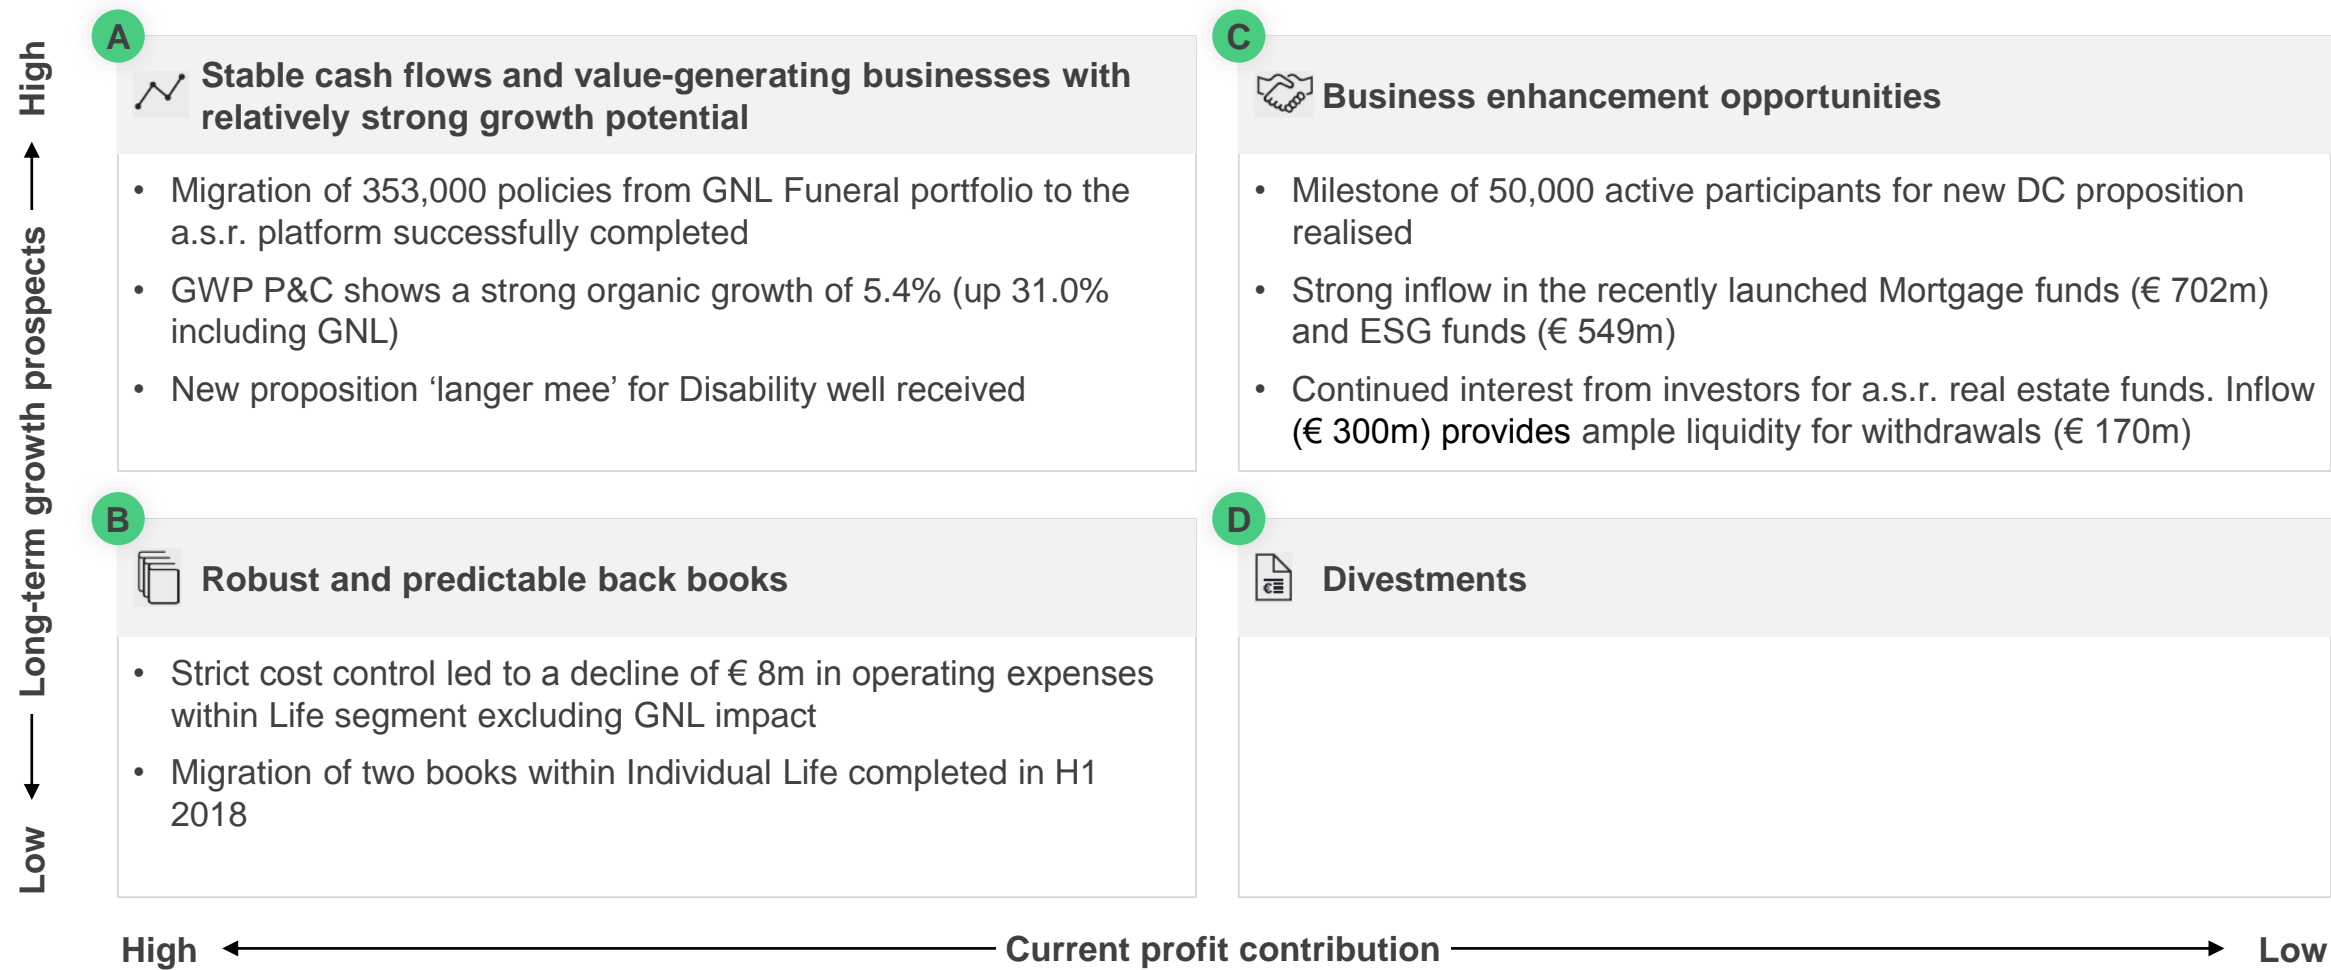 A
Stable cash flows and value-generating businesses with
relatively strong growth potential
• Migration of 353,000 policies from GNL Funeral portfolio to the
a.s.r. platform successfully completed
• GWP P&C shows a strong organic growth of 5.4% (up 31.0%
including GNL)
• New proposition ‘langer mee’ for Disability well received
C
Business enhancement opportunities
• Milestone of 50,000 active participants for new DC proposition
realised
• Strong inflow in the recently launched Mortgage funds (€ 702m)
and ESG funds (€ 549m)
• Continued interest from investors for a.s.r. real estate funds. Inflow
(€ 300m) provides ample liquidity for withdrawals (€ 170m)
B
Robust and predictable back books
• Strict cost control led to a decline of € 8m in operating expenses
within Life segment excluding GNL impact
• Migration of two books within Individual Life completed in H1
2018
D
€
Divestments
Low Long-term growth prospects High
High Current profit contribution Low